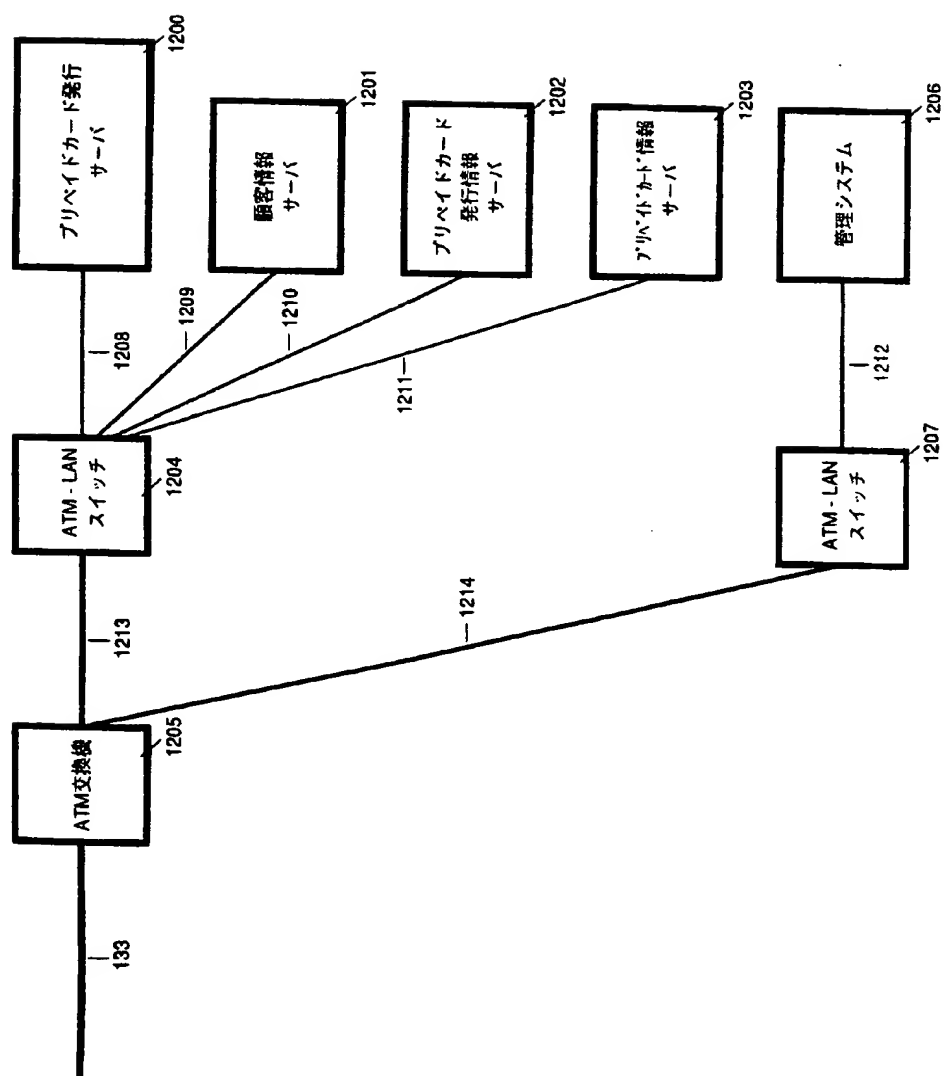 プリペイドカード発行
サーバ
1200
顧客情報
サーバ
1201
プリペイドカード
発行情報
サーバ
1202
プリペイドカード情報
サーバ
1203
管理システム
1206
1208
1209
1210
1211
1212
ATM-LAN
スイッチ
1204
ATM-LAN
スイッチ
1207
1213
1214
ATM交換機
1205
133